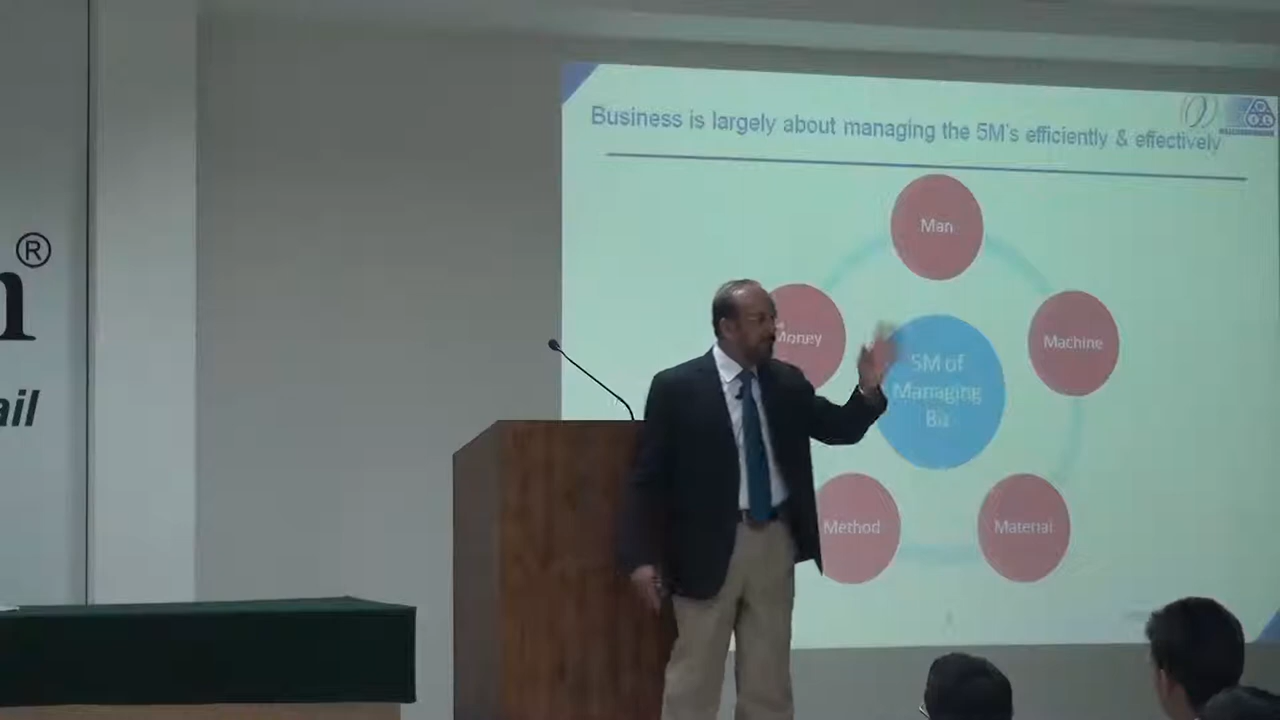 Business is largely about managing the 5M's efficiently & effectively
Man
Money
Machine
5M of
Managing
Biz
Method
Material
n®
ail